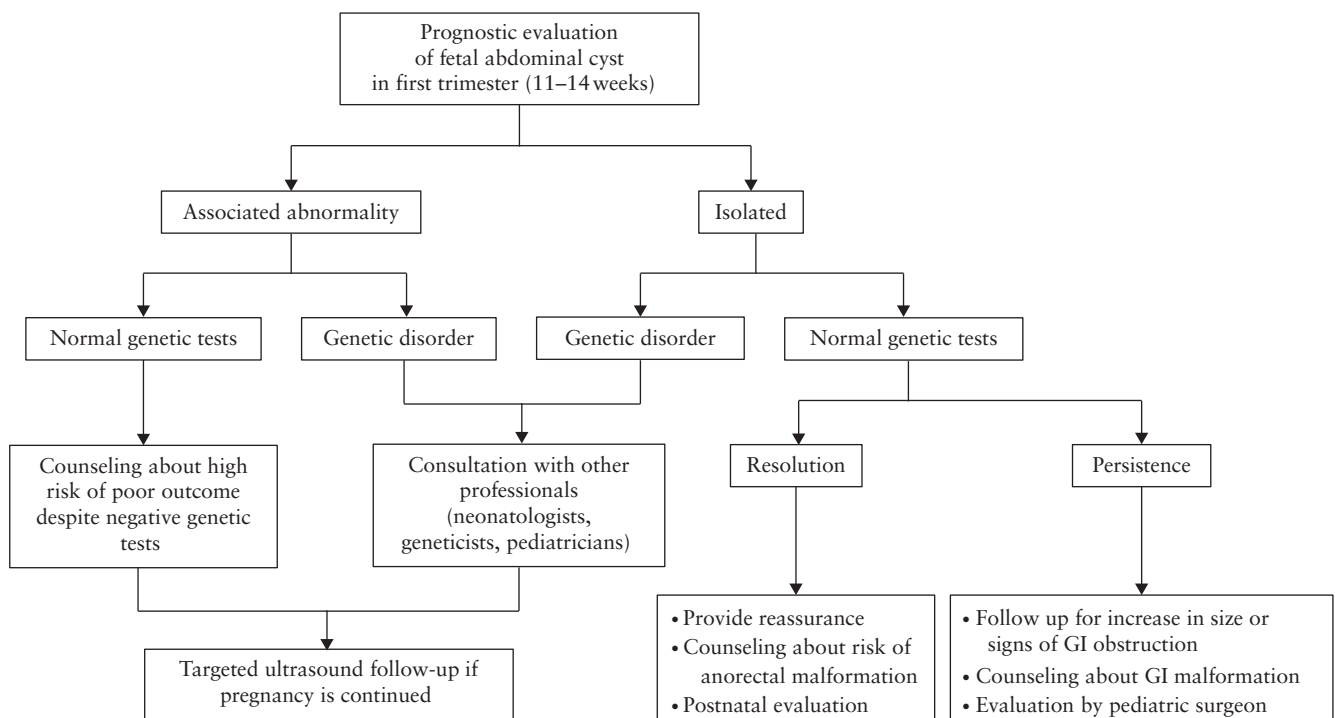 Prognostic evaluation
of fetal abdominal cyst
in first trimester (11–14 weeks)
Associated abnormality
Isolated
Normal genetic tests
Genetic disorder
Genetic disorder
Normal genetic tests
Counseling about high
risk of poor outcome
despite negative genetic
tests
Consultation with other
professionals
(neonatologists,
geneticists, pediatricians)
Resolution
Persistence
Targeted ultrasound follow-up if
pregnancy is continued
• Provide reassurance
• Counseling about risk of
anorectal malformation
• Postnatal evaluation
• Follow up for increase in size or
signs of GI obstruction
• Counseling about GI malformation
• Evaluation by pediatric surgeon